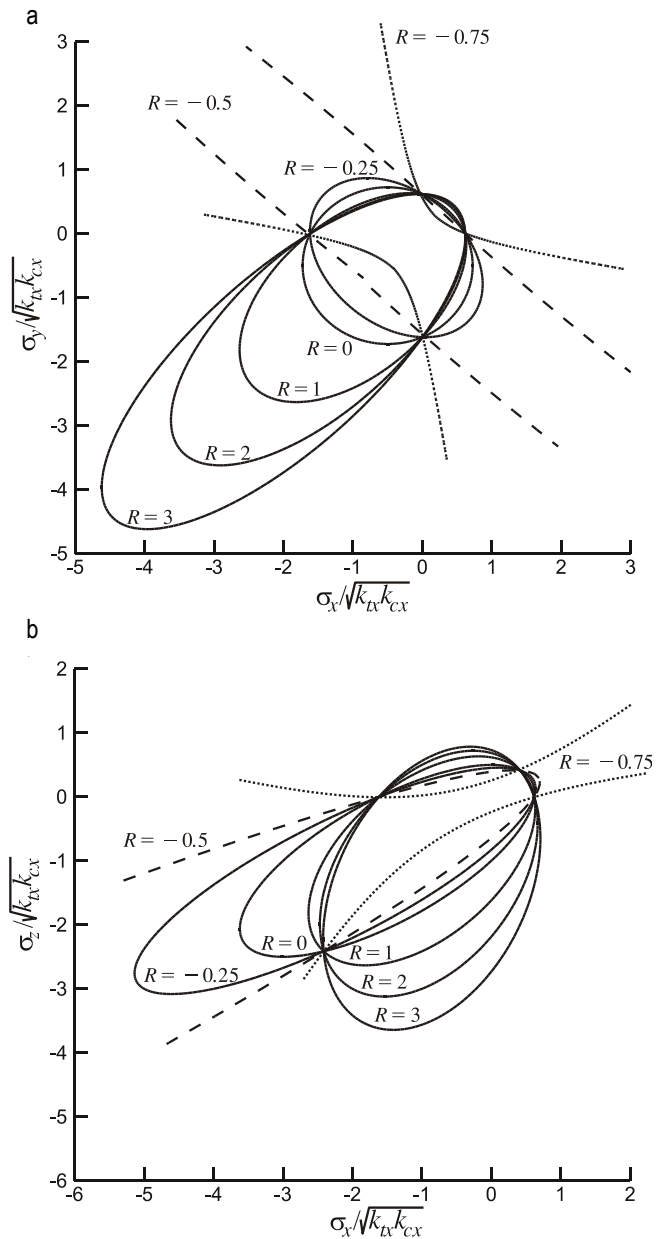 a
3
2
1
0
-1
-2
-3
-4
-5
R = −0.75
R = −0.5
R = −0.25
R = 0
R = 1
R = 2
R = 3
-5 -4 -3 -2 -1 0 1 2 3
σy/√ktxkcx
σx/√ktxkcx
b
2
1
0
-1
-2
-3
-4
-5
-6
R = −0.75
R = −0.5
R = 0
R = 1
R = −0.25
R = 2
R = 3
-6 -5 -4 -3 -2 -1 0 1 2
σz/√ktxkcx
σx/√ktxkcx